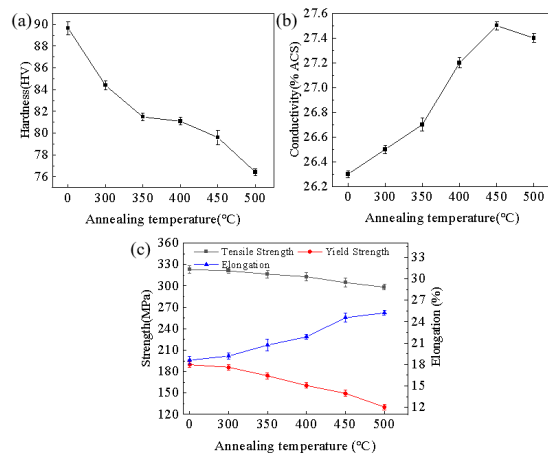 (a)
90
88
86
84
82
80
78
76
Hardness(HV)
0 300 350 400 450 500
Annealing temperature(℃)
(b)
27.6
27.4
27.2
27.0
26.8
26.6
26.4
26.2
Conductivity(% ACS)
0 300 350 400 450 500
Annealing temperature(℃)
(c)
360
330
300
270
240
210
180
150
120
Strength(MPa)
Tensile Strength Yield Strength
Elongation
33
30
27
24
21
18
15
12
Elongation (%)
0 300 350 400 450 500
Annealing temperature (℃)